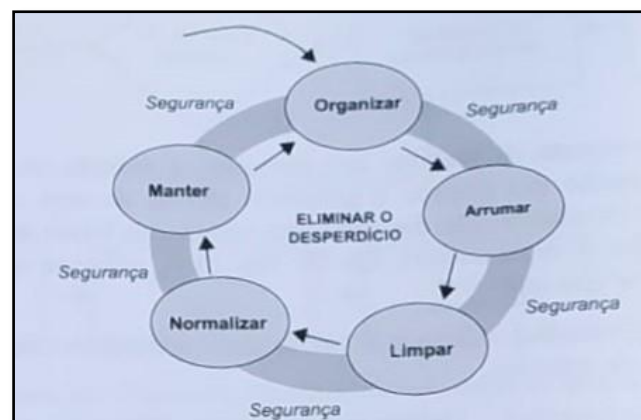 Segurança
Organizar
Segurança
Manter
ELIMINAR O
DESPERDÍCIO
Arrumar
Segurança
Normalizar
Limpar
Segurança
Segurança